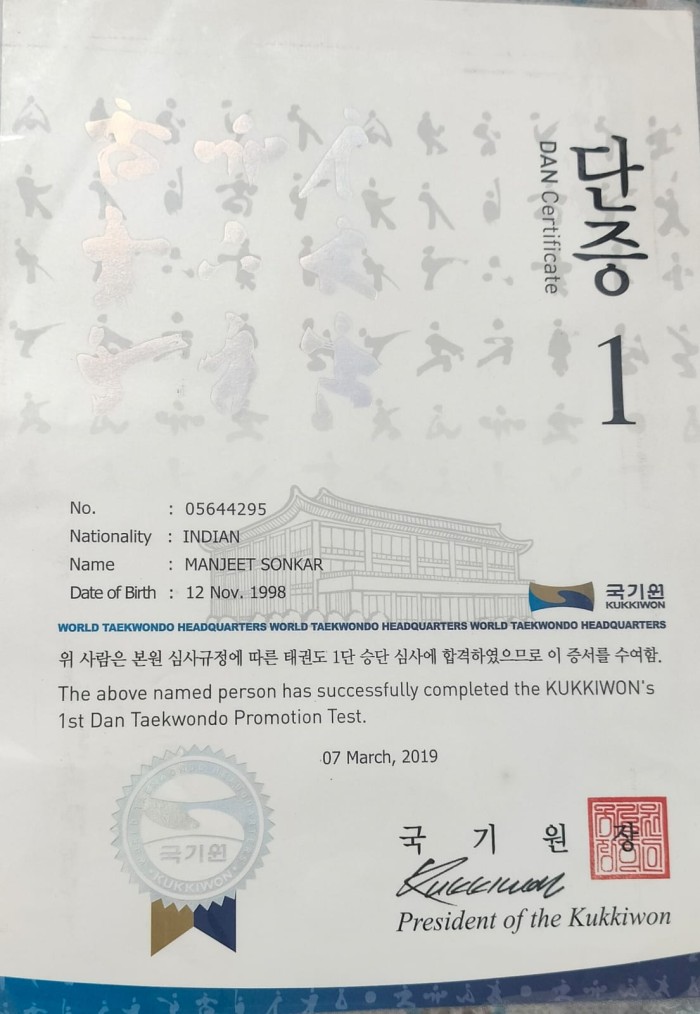 단증
DAN Certificate
1
No. : 05644295
Nationality : INDIAN
Name : MANJEET SONKAR
Date of Birth : 12 Nov. 1998
국기원
KUKKIWON
WORLD TAEKWONDO HEADQUARTERS WORLD TAEKWONDO HEADQUARTERS WORLD TAEKWONDO HEADQUARTERS
위 사람은 본원 심사규정에 따른 태권도 1단 승단 심사에 합격하였으므로 이 증서를 수여함.
The above named person has successfully completed the KUKKIWON's
1st Dan Taekwondo Promotion Test.
07 March, 2019
국기원
KUKKIWON
국 기 원 장
Kukkiwon
President of the Kukkiwon